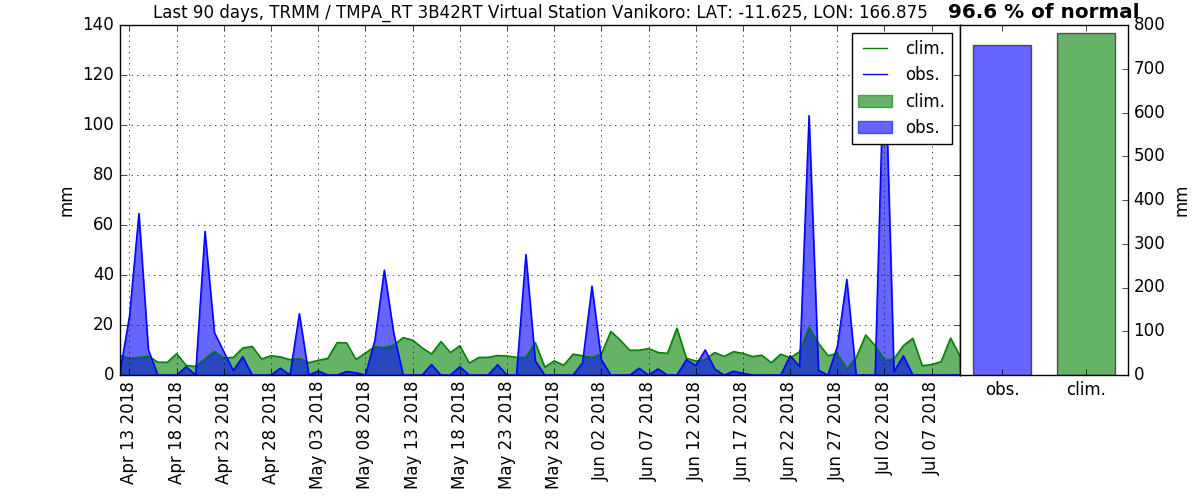 Last 90 days, TRMM / TMPA_RT 3B42RT Virtual Station Vanikoro: LAT: -11.625, LON: 166.875
96.6 % of normal
140
120
100
80
60
40
20
0
mm
clim.
obs.
clim.
obs.
800
700
600
500
400
300
200
100
0
mm
Apr 13 2018
Apr 18 2018
Apr 23 2018
Apr 28 2018
May 03 2018
May 08 2018
May 13 2018
May 18 2018
May 23 2018
May 28 2018
Jun 02 2018
Jun 07 2018
Jun 12 2018
Jun 17 2018
Jun 22 2018
Jun 27 2018
Jul 02 2018
Jul 07 2018
obs.
clim.